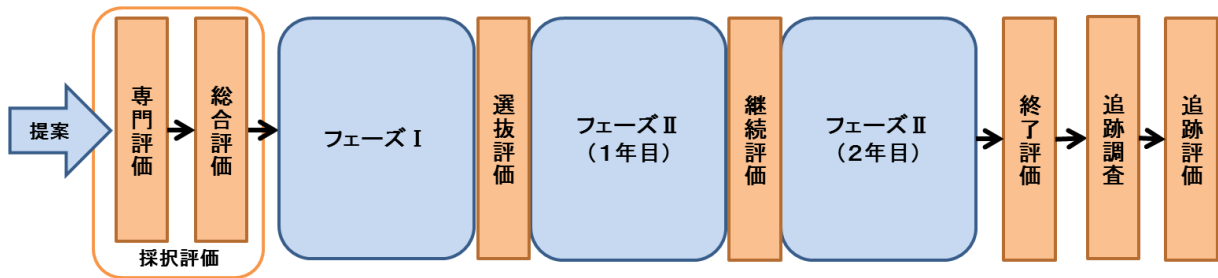 提案
専門評価
総合評価
採択評価
フェーズⅠ
選抜評価
フェーズⅡ
(1年目)
継続評価
フェーズⅡ
(2年目)
終了評価
追跡調査
追跡評価